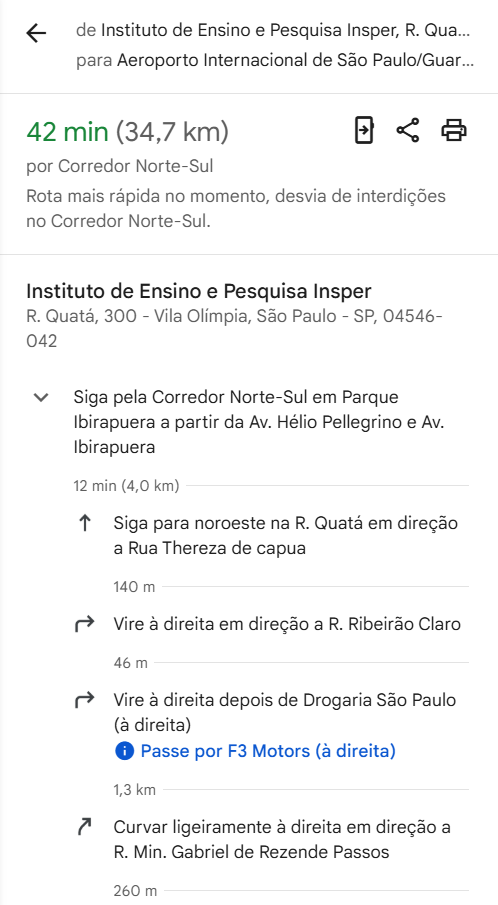 de Instituto de Ensino e Pesquisa Insper, R. Qua...
para Aeroporto Internacional de São Paulo/Guar...
42 min (34,7 km)
por Corredor Norte-Sul
Rota mais rápida no momento, desvia de interdições
no Corredor Norte-Sul.
Instituto de Ensino e Pesquisa Insper
R. Quatá, 300 - Vila Olímpia, São Paulo - SP, 04546-
042
Siga pela Corredor Norte-Sul em Parque
Ibirapuera a partir da Av. Hélio Pellegrino e Av.
Ibirapuera
12 min (4,0 km)
Siga para noroeste na R. Quatá em direção
a Rua Thereza de capua
140 m
Vire à direita em direção a R. Ribeirão Claro
46 m
Vire à direita depois de Drogaria São Paulo
(à direita)
Passe por F3 Motors (à direita)
1,3 km
Curvar ligeiramente à direita em direção a
R. Min. Gabriel de Rezende Passos
260 m